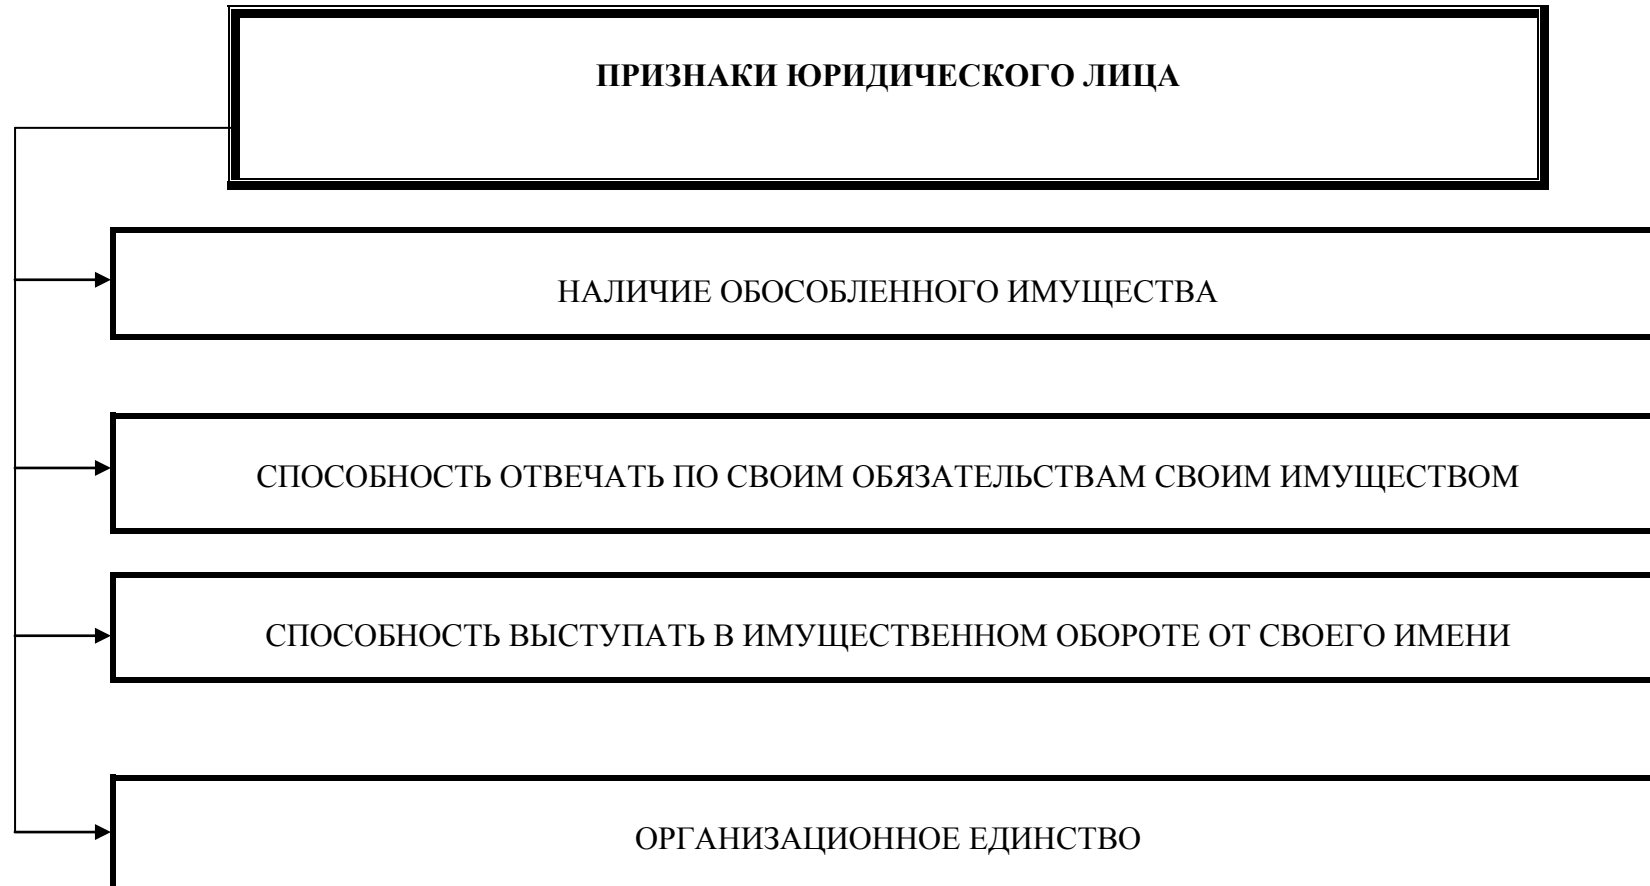 ПРИЗНАКИ ЮРИДИЧЕСКОГО ЛИЦА
НАЛИЧИЕ ОБОСОБЛЕННОГО ИМУЩЕСТВА
СПОСОБНОСТЬ ОТВЕЧАТЬ ПО СВОИМ ОБЯЗАТЕЛЬСТВАМ СВОИМ ИМУЩЕСТВОМ
СПОСОБНОСТЬ ВЫСТУПАТЬ В ИМУЩЕСТВЕННОМ ОБОРОТЕ ОТ СВОЕГО ИМЕНИ
ОРГАНИЗАЦИОННОЕ ЕДИНСТВО